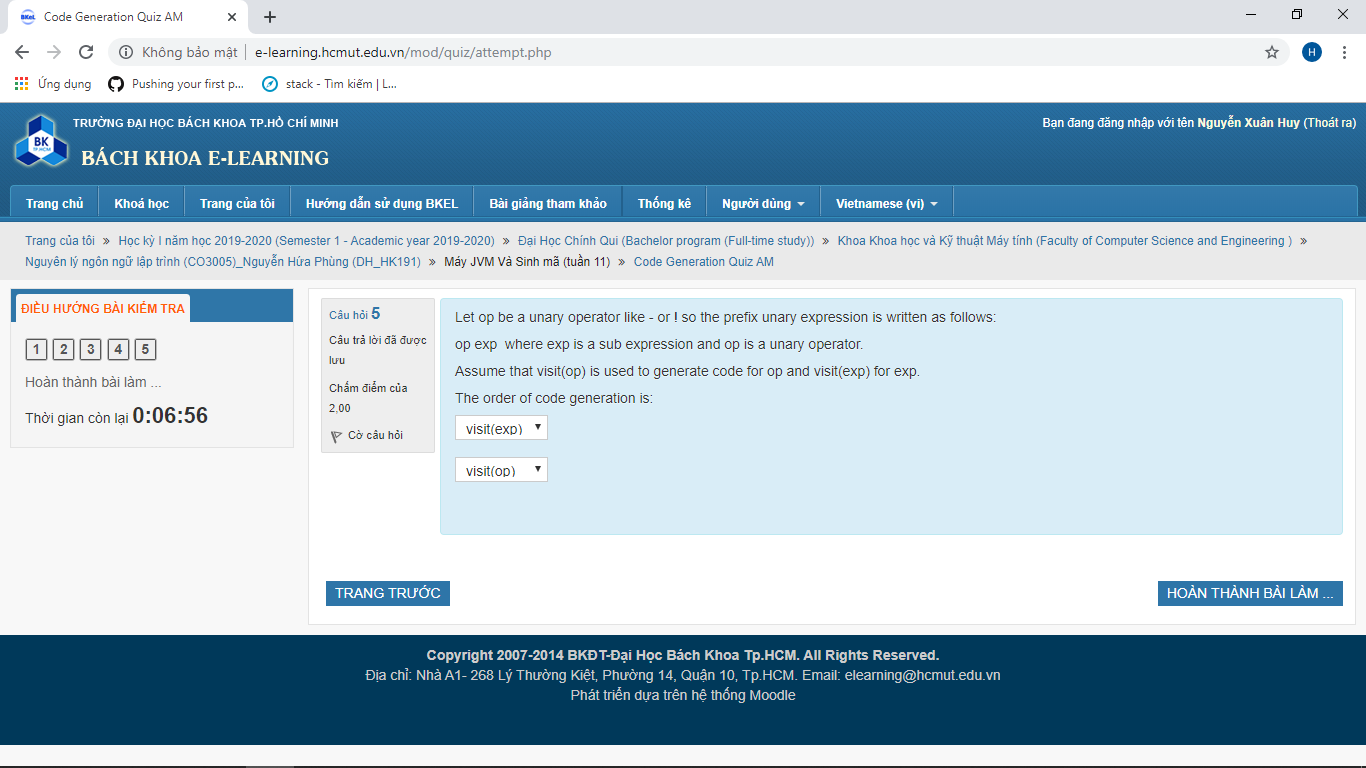 Code Generation Quiz AM
Không bảo mật
e-learning.hcmut.edu.vn/mod/quiz/attempt.php
H
Ứng dụng
Pushing your first p...
stack - Tìm kiếm | L...
BK
TP.HCM
TRƯỜNG ĐẠI HỌC BÁCH KHOA TP.HỒ CHÍ MINH
BÁCH KHOA E-LEARNING
Bạn đang đăng nhập với tên Nguyễn Xuân Huy (Thoát ra)
Trang chủ
Khoá học
Trang của tôi
Hướng dẫn sử dụng BKEL
Bài giảng tham khảo
Thống kê
Người dùng
Vietnamese (vi)
Trang của tôi » Học kỳ I năm học 2019-2020 (Semester 1 - Academic year 2019-2020) » Đại Học Chính Qui (Bachelor program (Full-time study)) » Khoa Khoa học và Kỹ thuật Máy tính (Faculty of Computer Science and Engineering ) »
Nguyên lý ngôn ngữ lập trình (CO3005)_Nguyễn Hứa Phùng (DH_HK191) » Máy JVM Và Sinh mã (tuần 11) » Code Generation Quiz AM
ĐIỀU HƯỚNG BÀI KIỂM TRA
1 2 3 4 5
Hoàn thành bài làm ...
Thời gian còn lại 0:06:56
Câu hỏi 5
Câu trả lời đã được
lưu
Chấm điểm của
2,00
Cờ câu hỏi
Let op be a unary operator like - or ! so the prefix unary expression is written as follows:
op exp where exp is a sub expression and op is a unary operator.
Assume that visit(op) is used to generate code for op and visit(exp) for exp.
The order of code generation is:
visit(exp)
visit(op)
TRANG TRƯỚC
HOÀN THÀNH BÀI LÀM ...
Copyright 2007-2014 BKĐT-Đại Học Bách Khoa Tp.HCM. All Rights Reserved.
Địa chỉ: Nhà A1- 268 Lý Thường Kiệt, Phường 14, Quận 10, Tp.HCM. Email: elearning@hcmut.edu.vn
Phát triển dựa trên hệ thống Moodle